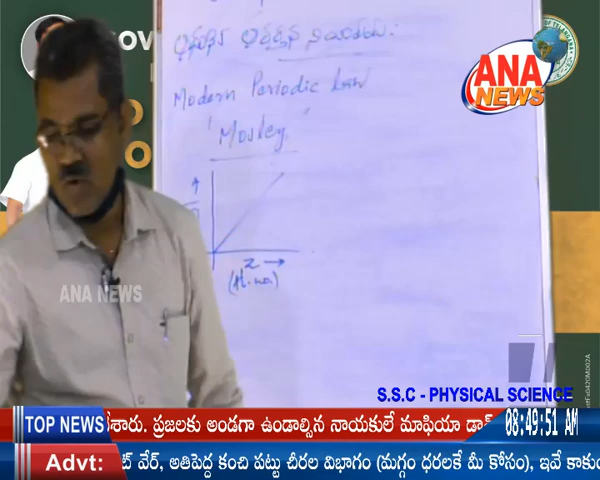 ఆధునిక ఆవర్తన నియమం:
Modern Periodic Law
'Mosley'
Z →
(At.no)
ANA
NEWS
ANA NEWS
S.S.C - PHYSICAL SCIENCE
TOP NEWS శారు. ప్రజలకు అండగా ఉండాల్సిన నాయకులే మాఫియా డాన్ 08:49:51 AM
Advt: ట్ వేర్, అతిపెద్ద కంచి పట్టు చీరల విభాగం (మగ్గం ధరలకే మీ కోసం), ఇవే కాకుం